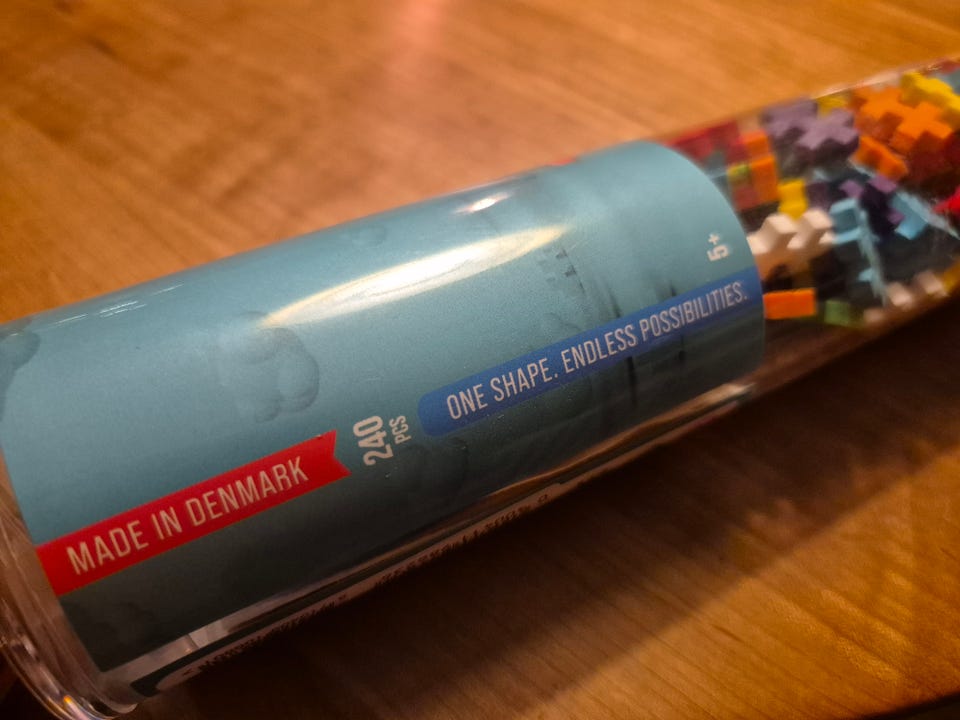 MADE IN DENMARK
240
PCS
ONE SHAPE. ENDLESS POSSIBILITIES.
5+